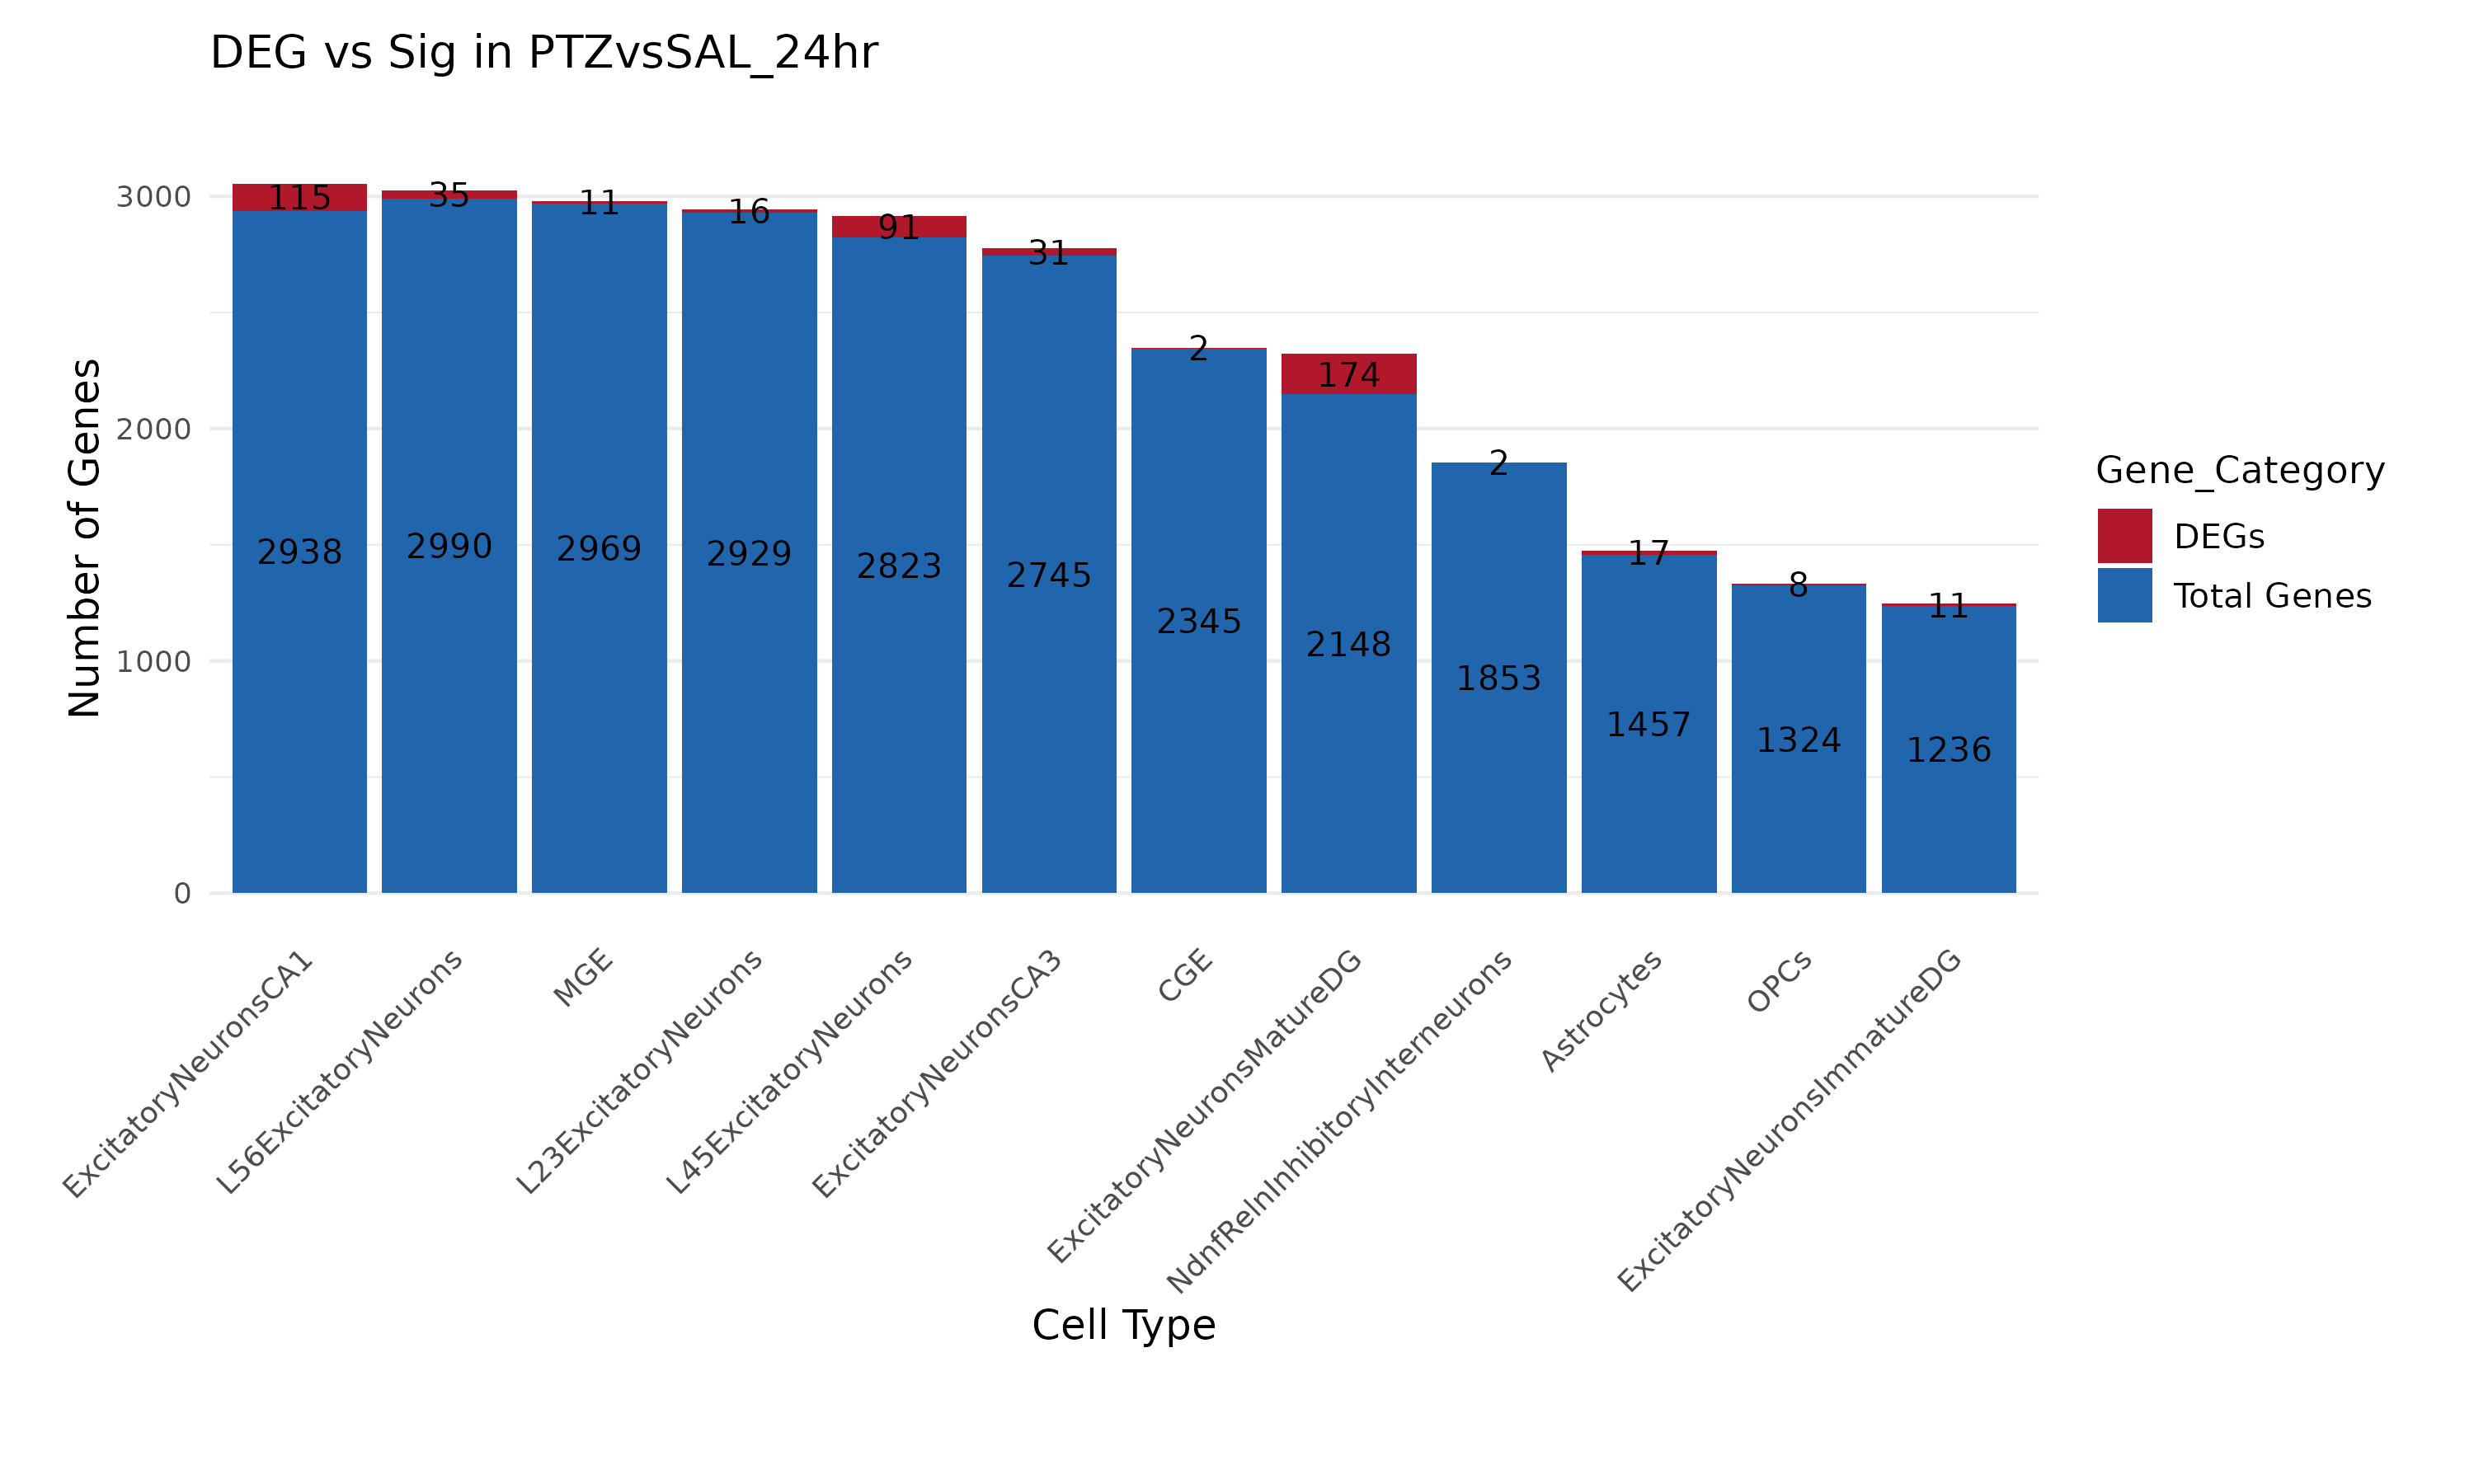 DEG vs Sig in PTZvsSAL_24hr
Number of Genes
3000
2000
1000
0
115
35
11
16
91
31
2
174
2
17
8
11
2938
2990
2969
2929
2823
2745
2345
2148
1853
1457
1324
1236
ExcitatoryNeuronsCA1
L56ExcitatoryNeurons
MGE
L23ExcitatoryNeurons
L45ExcitatoryNeurons
ExcitatoryNeuronsCA3
CGE
ExcitatoryNeuronsMatureDG
NdnfRelnInhibitoryInterneurons
Astrocytes
OPCs
ExcitatoryNeuronsImmatureDG
Cell Type
Gene_Category
DEGs
Total Genes